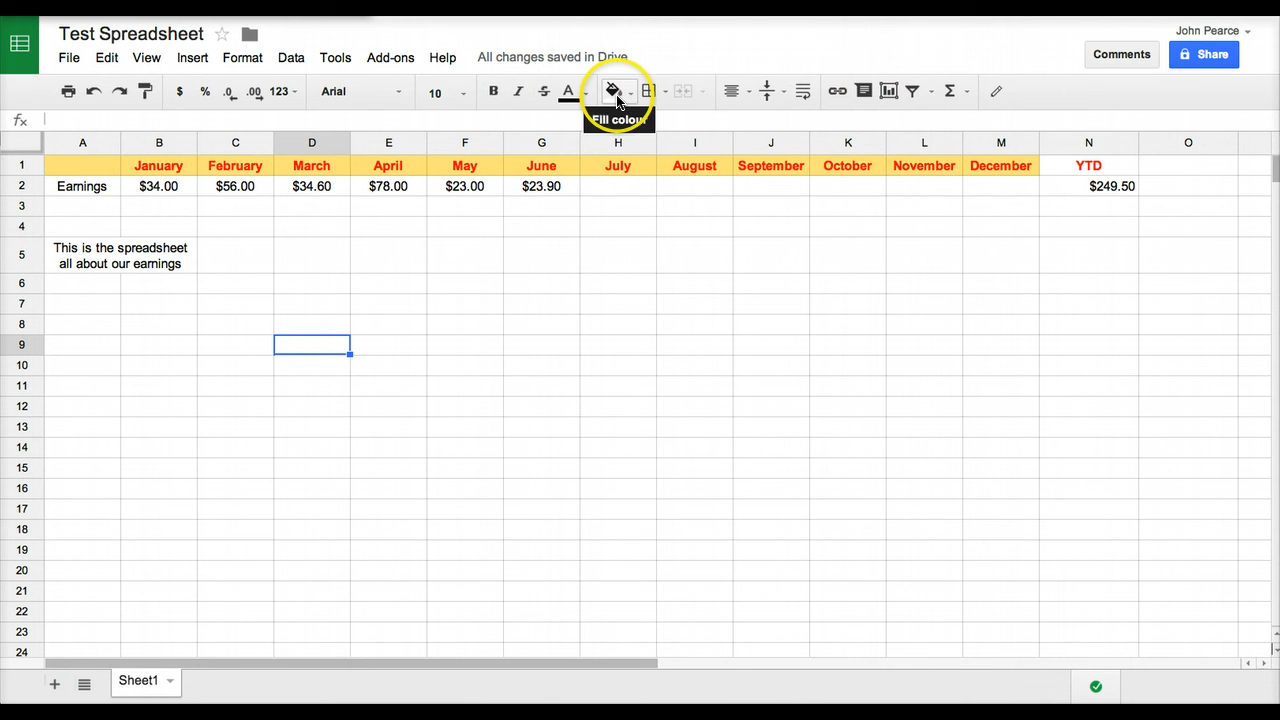 Test Spreadsheet
John Pearce
File Edit View Insert Format Data Tools Add-ons Help All changes saved in Drive
Comments Share
$ % .0 .00 123 Arial 10 B I S A Σ
Fill colour
fx
A B C D E F G H I J K L M N O
1 January February March April May June July August September October November December YTD
2 Earnings $34.00 $56.00 $34.60 $78.00 $23.00 $23.90 $249.50
3
4
5 This is the spreadsheet
all about our earnings
6
7
8
9
10
11
12
13
14
15
16
17
18
19
20
21
22
23
24
+ Sheet1